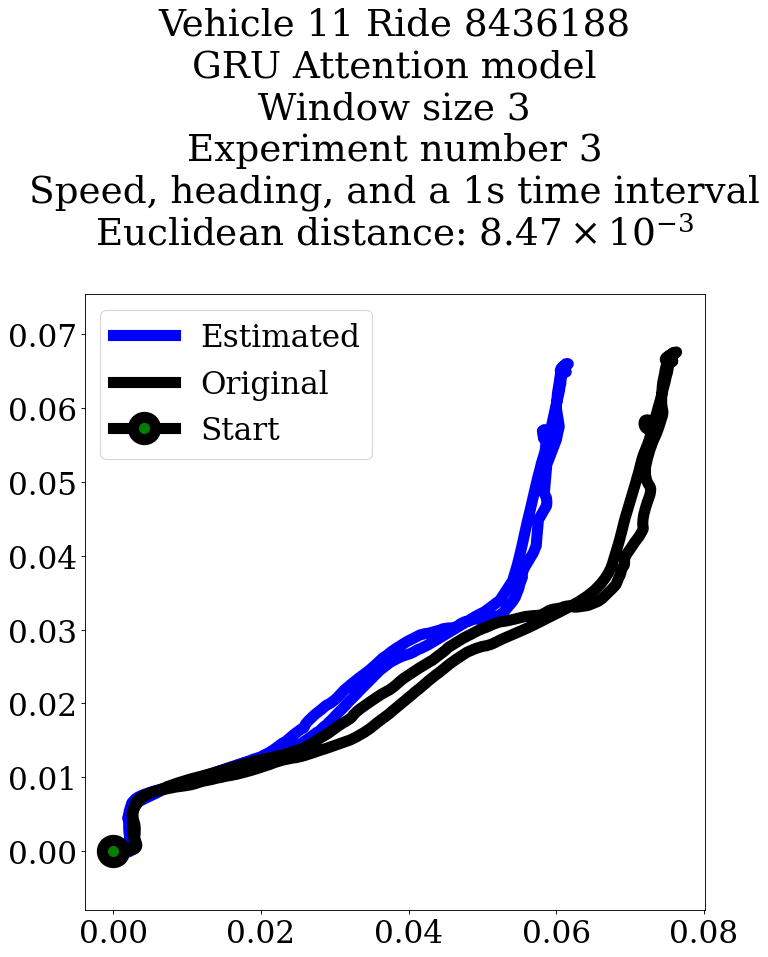 Vehicle 11 Ride 8436188
GRU Attention model
Window size 3
Experiment number 3
Speed, heading, and a 1s time interval
Euclidean distance: 8.47 × 10⁻³
Estimated
Original
Start
0.07
0.06
0.05
0.04
0.03
0.02
0.01
0.00
0.00 0.02 0.04 0.06 0.08